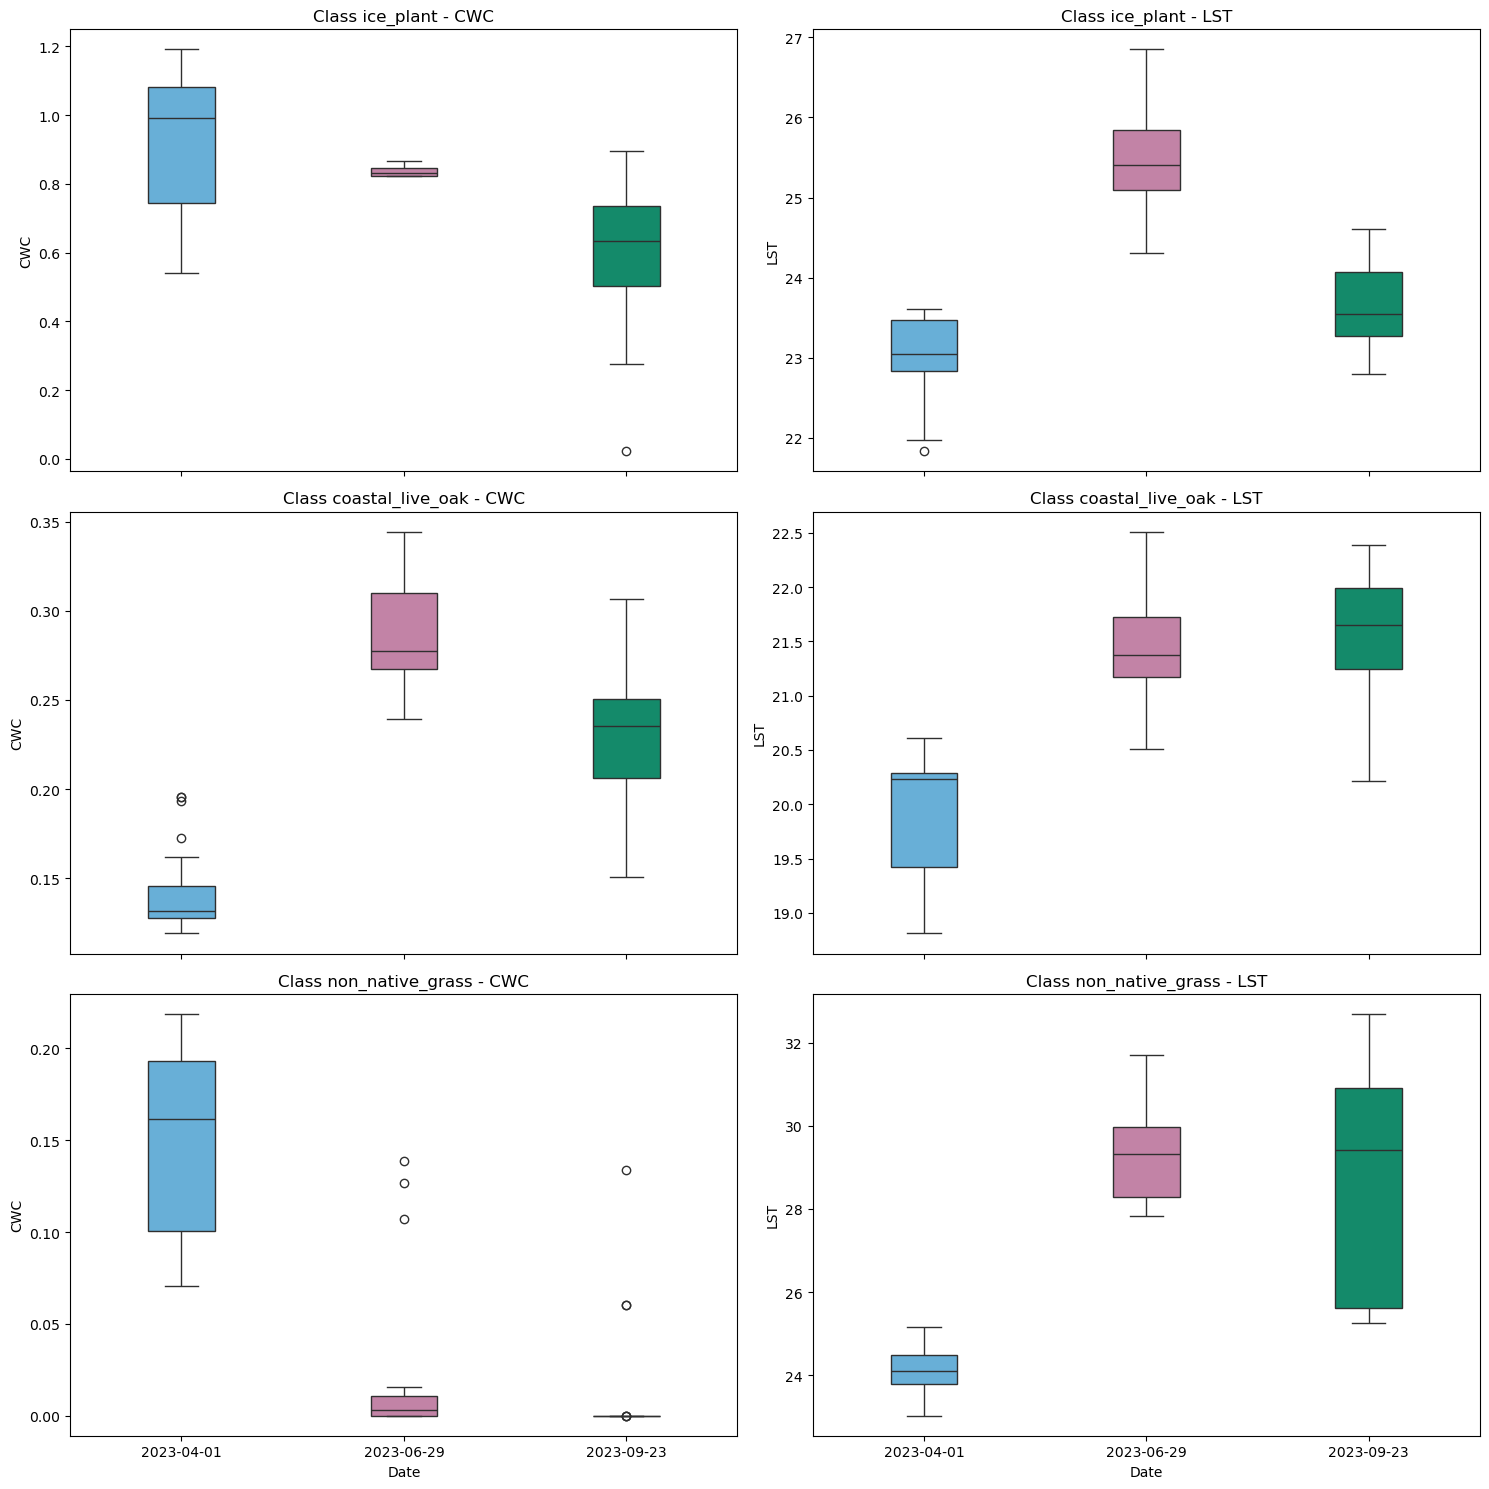 Class ice_plant - CWC
1.2
1.0
0.8
0.6
0.4
0.2
0.0
CWC
Class ice_plant - LST
27
26
25
24
23
22
LST
Class coastal_live_oak - CWC
0.35
0.30
0.25
0.20
0.15
CWC
Class coastal_live_oak - LST
22.5
22.0
21.5
21.0
20.5
20.0
19.5
19.0
LST
Class non_native_grass - CWC
0.20
0.15
0.10
0.05
0.00
CWC
2023-04-01 2023-06-29 2023-09-23
Date
Class non_native_grass - LST
32
30
28
26
24
LST
2023-04-01 2023-06-29 2023-09-23
Date